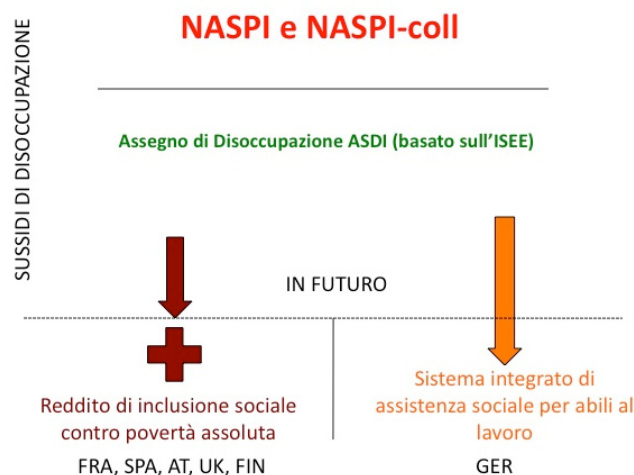 NASPI e NASPI-coll
SUSSIDI DI DISOCCUPAZIONE
Assegno di Disoccupazione ASDI (basato sull'ISEE)
IN FUTURO
Reddito di inclusione sociale
contro povertà assoluta
FRA, SPA, AT, UK, FIN
Sistema integrato di
assistenza sociale per abili al
lavoro
GER